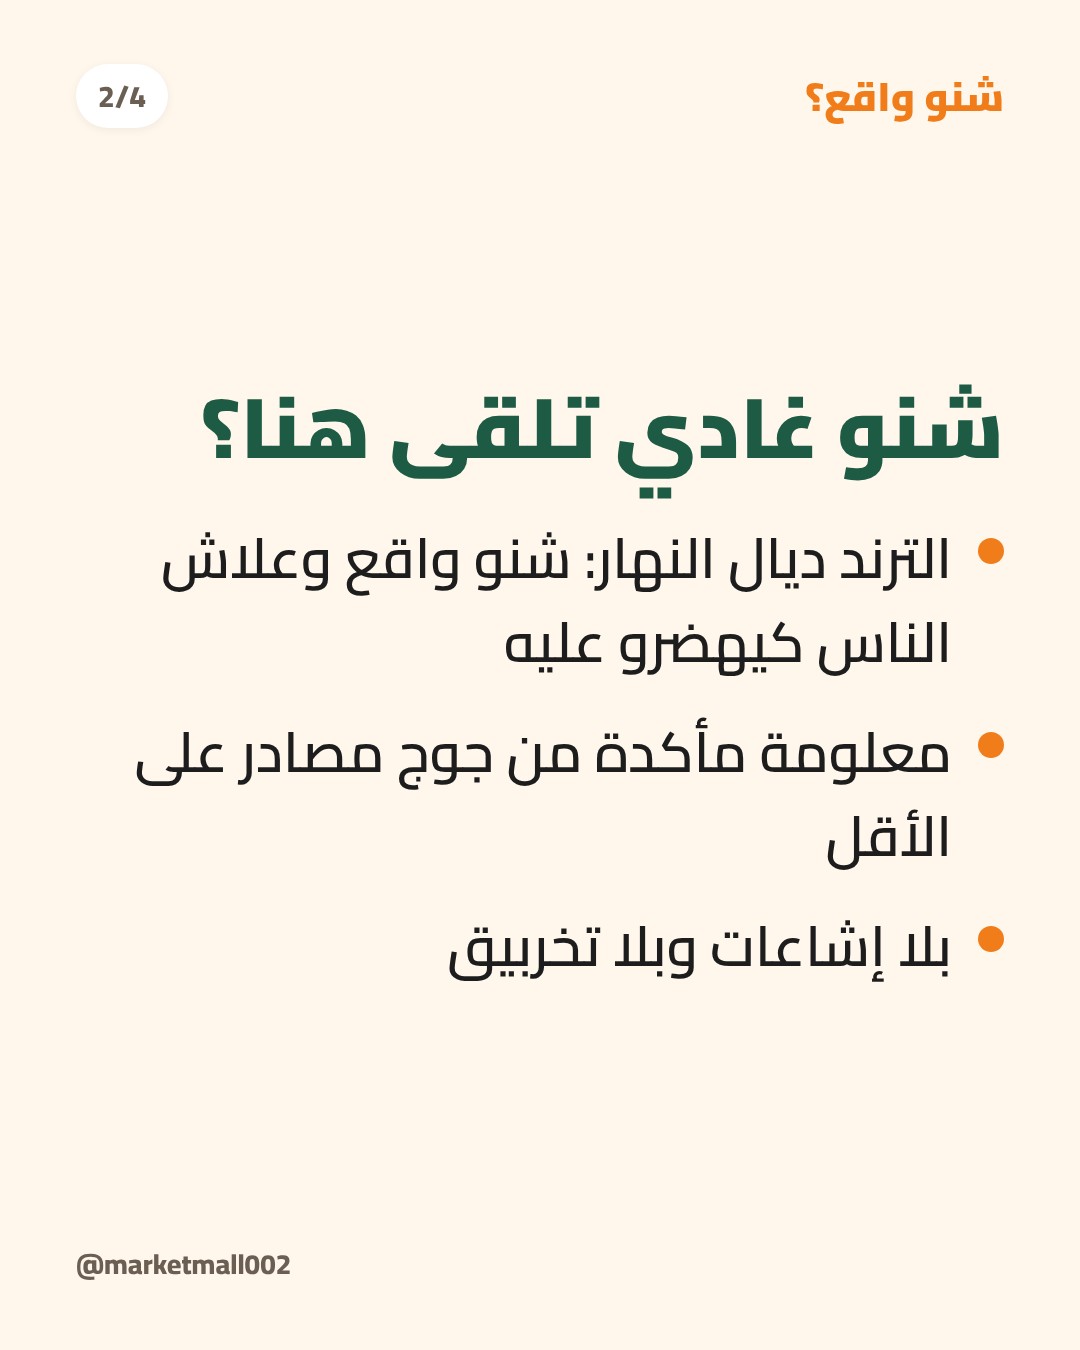 شنو واقع؟
2/4
شنو غادي تلقى هنا؟
الترند ديال النهار: شنو واقع وعلاش
الناس كيهضرو عليه
معلومة مأكدة من جوج مصادر على
الأقل
بلا إشاعات وبلا تخربيق
@marketmall002